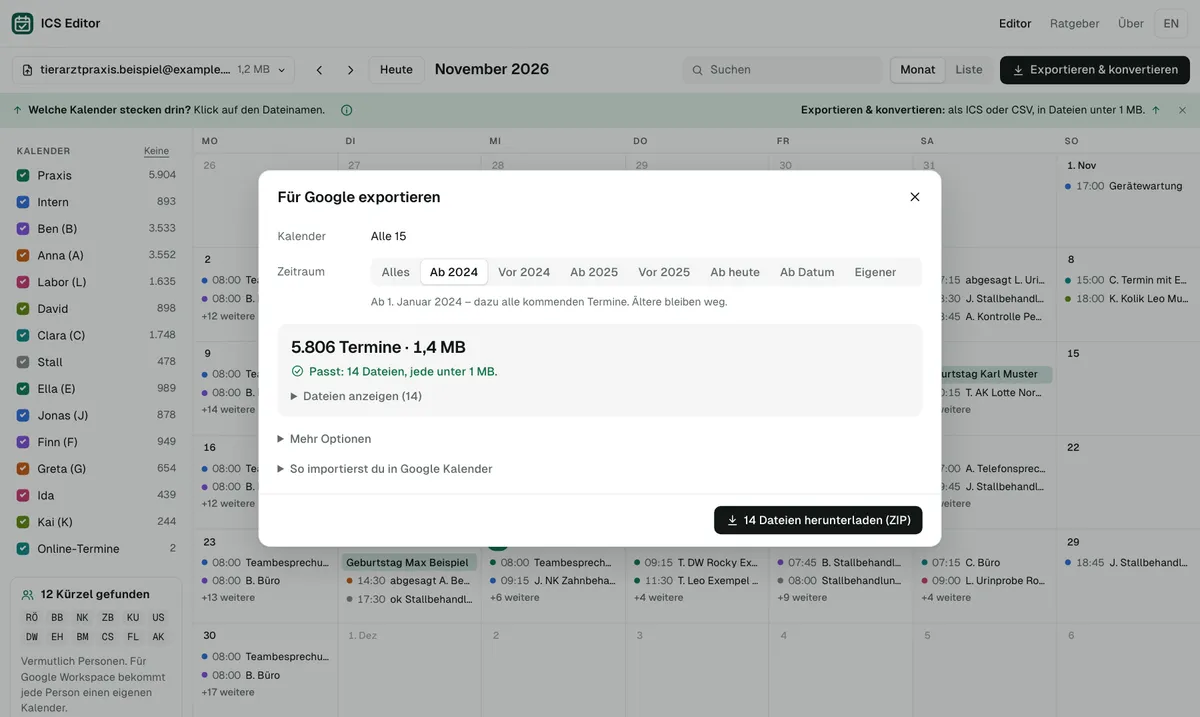 ICS Editor
Editor
Ratgeber
Über
EN
tierarztpraxis.beispiel@example.... 1,2 MB
Heute
November 2026
Suchen
Monat
Liste
Exportieren & konvertieren
Welche Kalender stecken drin? Klick auf den Dateinamen.
Exportieren & konvertieren: als ICS oder CSV, in Dateien unter 1 MB.
KALENDER Keine
Praxis 5.904
Intern 893
Ben (B) 3.533
Anna (A) 3.552
Labor (L) 1.635
David 898
Clara (C) 1.748
Stall 478
Ella (E) 989
Jonas (J) 878
Finn (F) 949
Greta (G) 654
Ida 439
Kai (K) 244
Online-Termine 2
12 Kürzel gefunden
RÖ BB NK ZB KU US
DW EH BM CS FL AK
Vermutlich Personen. Für
Google Workspace bekommt
jede Person einen eigenen
Kalender.
MO DI MI DO FR SA SO
26 27 28 29 30 31 1. Nov
17:00 Gerätewartung
2
08:00 Tea
08:00 B.
+12 weitere
7:15 abgesagt L. Uri...
3:30 J. Stallbehandl...
3:45 A. Kontrolle Pe...
8
15:00 C. Termin mit E...
18:00 K. Kolik Leo Mu...
9
08:00 Tea
08:00 B.
+14 weitere
urtstag Karl Muster
0:15 T. AK Lotte Nor...
weitere
15
16
08:00 Tea
08:00 B.
+12 weitere
7:00 A. Telefonsprec...
9:45 J. Stallbehandl...
weitere
22
Für Google exportieren
Kalender Alle 15
Zeitraum Alles Ab 2024 Vor 2024 Ab 2025 Vor 2025 Ab heute Ab Datum Eigener
Ab 1. Januar 2024 – dazu alle kommenden Termine. Ältere bleiben weg.
5.806 Termine · 1,4 MB
Passt: 14 Dateien, jede unter 1 MB.
Dateien anzeigen (14)
Mehr Optionen
So importierst du in Google Kalender
14 Dateien herunterladen (ZIP)
23
08:00 Teambesprechu...
08:00 B. Büro
+13 weitere
Geburtstag Max Beispiel
14:30 abgesagt A. Be...
17:30 ok Stallbehandl...
08:00 Teambesprech...
09:15 J. NK Zahnbeha...
+6 weitere
09:15 T. DW Rocky Ex...
11:30 T. Leo Exempel ...
+4 weitere
07:45 B. Stallbehandl...
08:00 Stallbehandlun...
+9 weitere
07:15 C. Büro
09:00 L. Urinprobe Ro...
+4 weitere
29
18:45 J. Stallbehandl...
30
08:00 Teambesprechu...
08:00 B. Büro
+17 weitere
1. Dez 2 3 4 5 6